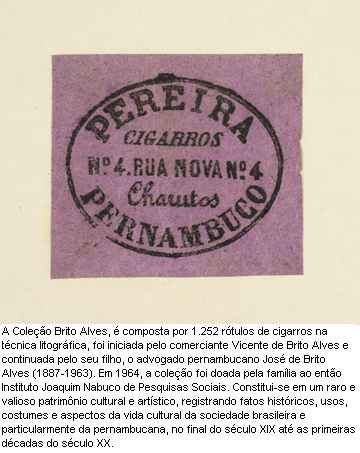 PEREIRA
CIGARROS
Nº 4. RUA NOVA Nº 4
Charutos
PERNAMBUCO
A Coleção Brito Alves, é composta por 1.252 rótulos de cigarros na
técnica litográfica, foi iniciada pelo comerciante Vicente de Brito Alves e
continuada pelo seu filho, o advogado pernambucano José de Brito
Alves (1887-1963). Em 1964, a coleção foi doada pela família ao então
Instituto Joaquim Nabuco de Pesquisas Sociais. Constitui-se em um raro e
valioso patrimônio cultural e artístico, registrando fatos históricos, usos,
costumes e aspectos da vida cultural da sociedade brasileira e
particularmente da pernambucana, no final do século XIX até as primeiras
décadas do século XX.